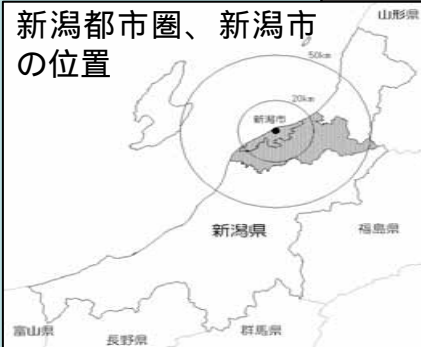 新潟都市圏、新潟市
の位置
山形県
50km
20km
新潟市
新潟県
福島県
富山県
長野県
群馬県